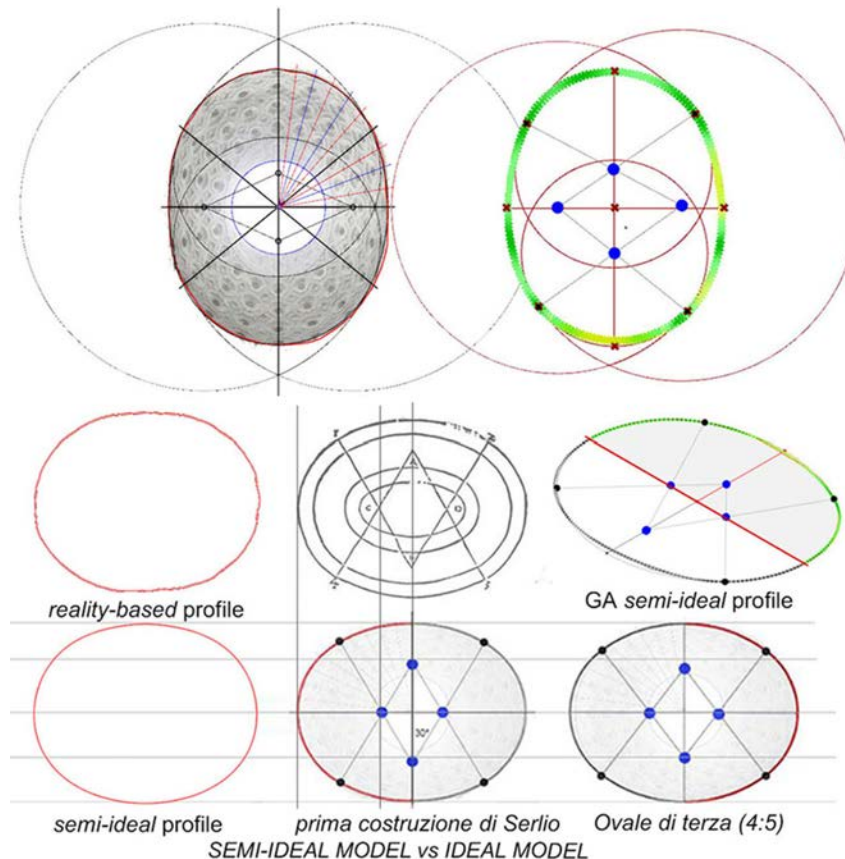 reality-based profile
GA semi-ideal profile
30°
semi-ideal profile
prima costruzione di Serlio
Ovale di terza (4:5)
SEMI-IDEAL MODEL vs IDEAL MODEL